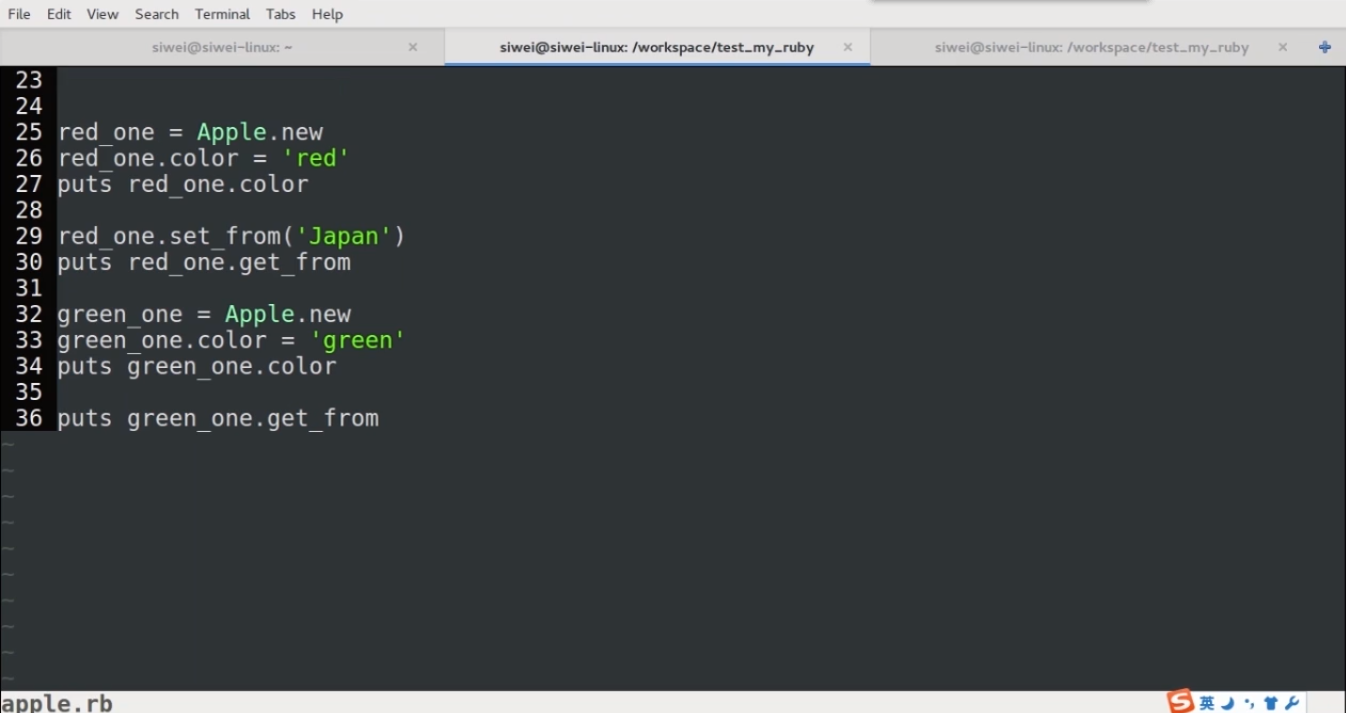 File Edit View Search Terminal Tabs Help
siwei@siwei-linux: ~ × siwei@siwei-linux: /workspace/test_my_ruby × siwei@siwei-linux: /workspace/test_my_ruby ×
23
24
25 red_one = Apple.new
26 red_one.color = 'red'
27 puts red_one.color
28
29 red_one.set_from('Japan')
30 puts red_one.get_from
31
32 green_one = Apple.new
33 green_one.color = 'green'
34 puts green_one.color
35
36 puts green_one.get_from
~
~
~
~
~
~
~
~
~
~
apple.rb S 英